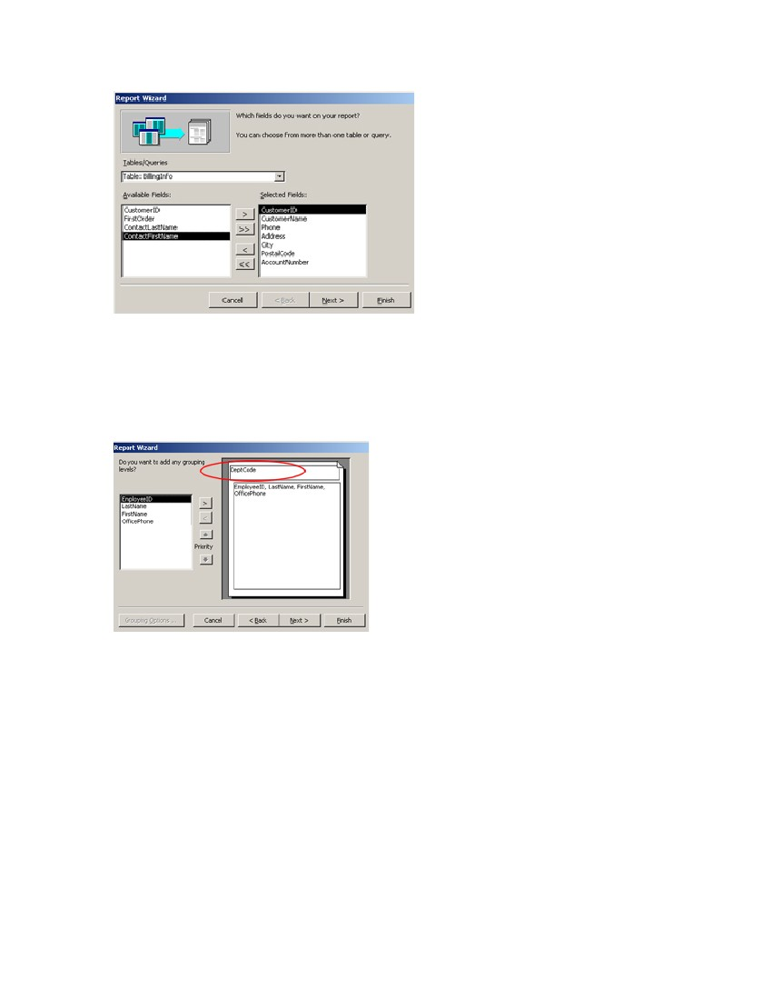 Report Wizard
Which fields do you want on your report?
You can choose from more than one table or query.
Tables/Queries
Table: BillingInfo
Available Fields:
Selected Fields:
CustomerID
FirstOrder
ContactLastName
ContactFirstName
>
>>
<
<<
CustomerID
CustomerName
Phone
Address
City
PostalCode
AccountNumber
Cancel
< Back
Next >
Finish
Report Wizard
Do you want to add any grouping
levels?
EmployeeID
LastName
FirstName
OfficePhone
>
<
Priority
DeptCode
EmployeeID, LastName, FirstName,
OfficePhone
Grouping Options ...
Cancel
< Back
Next >
Finish